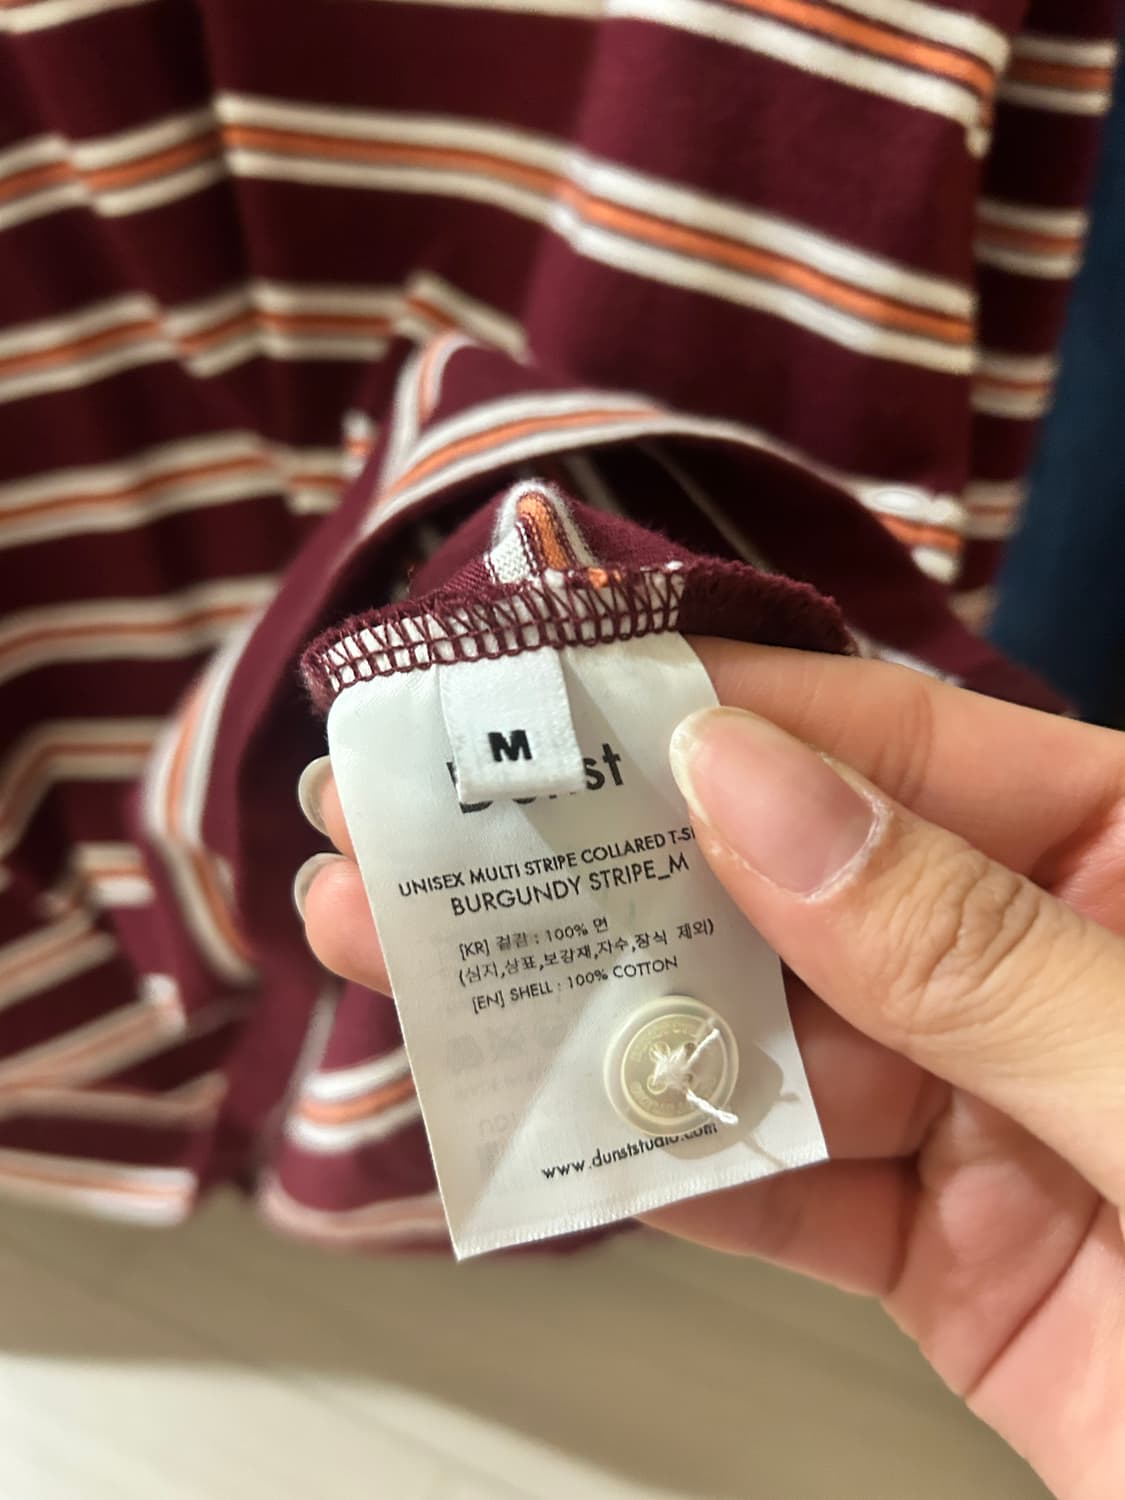 M
UNISEX MULTI STRIPE COLLARED T-S
BURGUNDY STRIPE_M
[KR] 겉감 : 100% 면
(심지,상표,보강재,자수,장식 제외)
[EN] SHELL : 100% COTTON
www.dunststudio.com